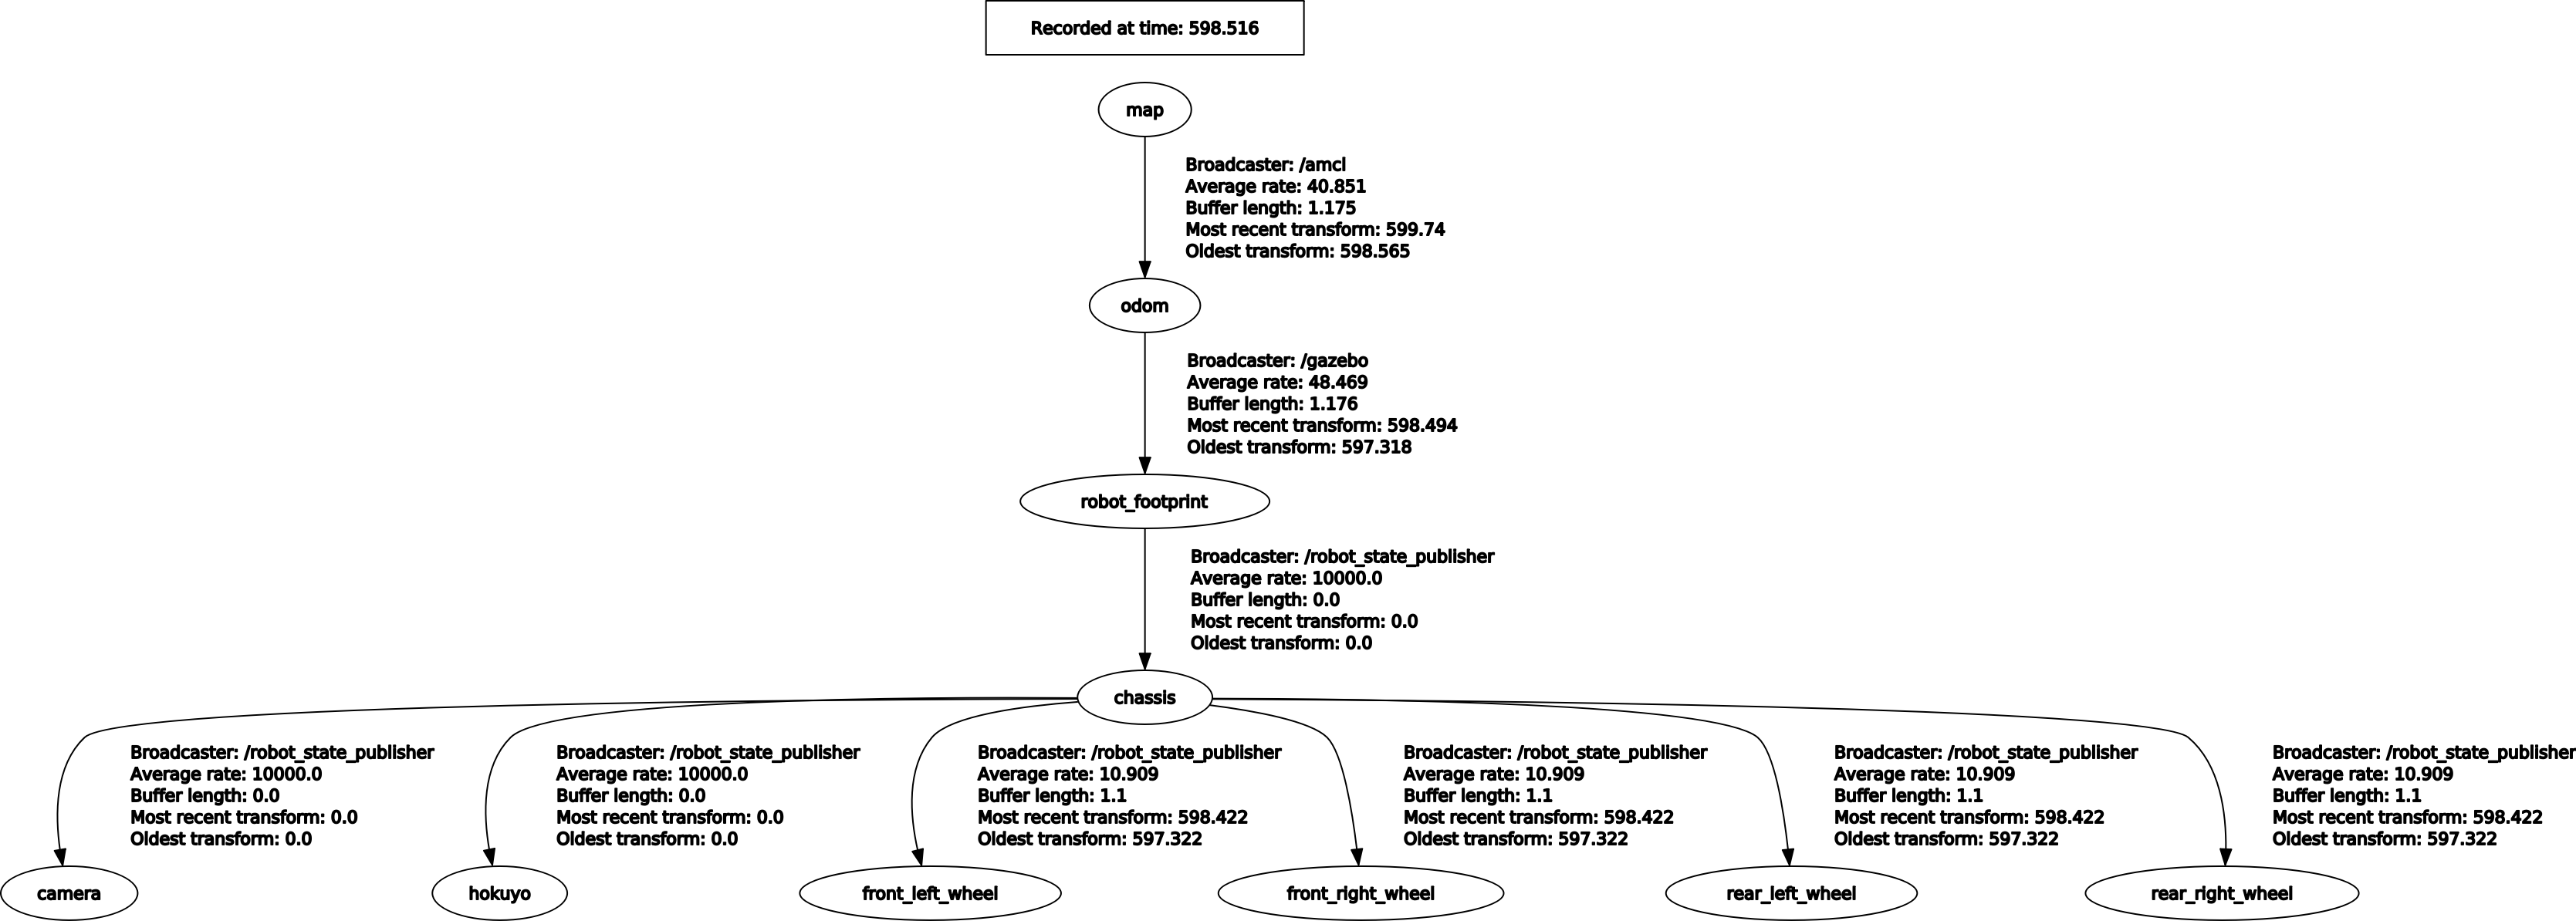 Recorded at time: 598.516
map
Broadcaster: /amcl
Average rate: 40.851
Buffer length: 1.175
Most recent transform: 599.74
Oldest transform: 598.565
odom
Broadcaster: /gazebo
Average rate: 48.469
Buffer length: 1.176
Most recent transform: 598.494
Oldest transform: 597.318
robot_footprint
Broadcaster: /robot_state_publisher
Average rate: 10000.0
Buffer length: 0.0
Most recent transform: 0.0
Oldest transform: 0.0
chassis
Broadcaster: /robot_state_publisher
Average rate: 10000.0
Buffer length: 0.0
Most recent transform: 0.0
Oldest transform: 0.0
Broadcaster: /robot_state_publisher
Average rate: 10000.0
Buffer length: 0.0
Most recent transform: 0.0
Oldest transform: 0.0
Broadcaster: /robot_state_publisher
Average rate: 10.909
Buffer length: 1.1
Most recent transform: 598.422
Oldest transform: 597.322
Broadcaster: /robot_state_publisher
Average rate: 10.909
Buffer length: 1.1
Most recent transform: 598.422
Oldest transform: 597.322
Broadcaster: /robot_state_publisher
Average rate: 10.909
Buffer length: 1.1
Most recent transform: 598.422
Oldest transform: 597.322
Broadcaster: /robot_state_publisher
Average rate: 10.909
Buffer length: 1.1
Most recent transform: 598.422
Oldest transform: 597.322
camera
hokuyo
front_left_wheel
front_right_wheel
rear_left_wheel
rear_right_wheel